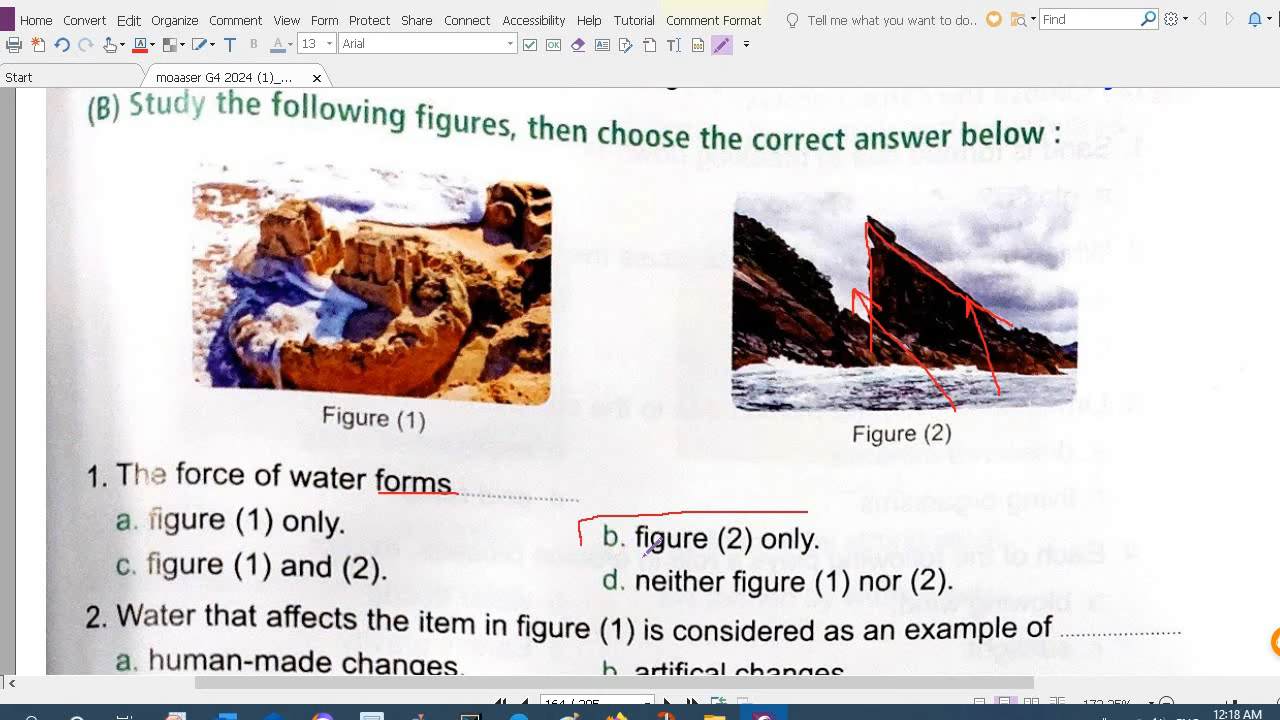 Home Convert Edit Organize Comment View Form Protect Share Connect Accessibility Help Tutorial Comment Format Tell me what you want to do.. Find
13 Arial
Start moaaser G4 2024 (1)_...
(B) Study the following figures, then choose the correct answer below :
Figure (1)
Figure (2)
1. The force of water forms
a. figure (1) only.
b. figure (2) only.
c. figure (1) and (2).
d. neither figure (1) nor (2).
2. Water that affects the item in figure (1) is considered as an example of
a. human-made changes.
b. artifical changes
12:18 AM